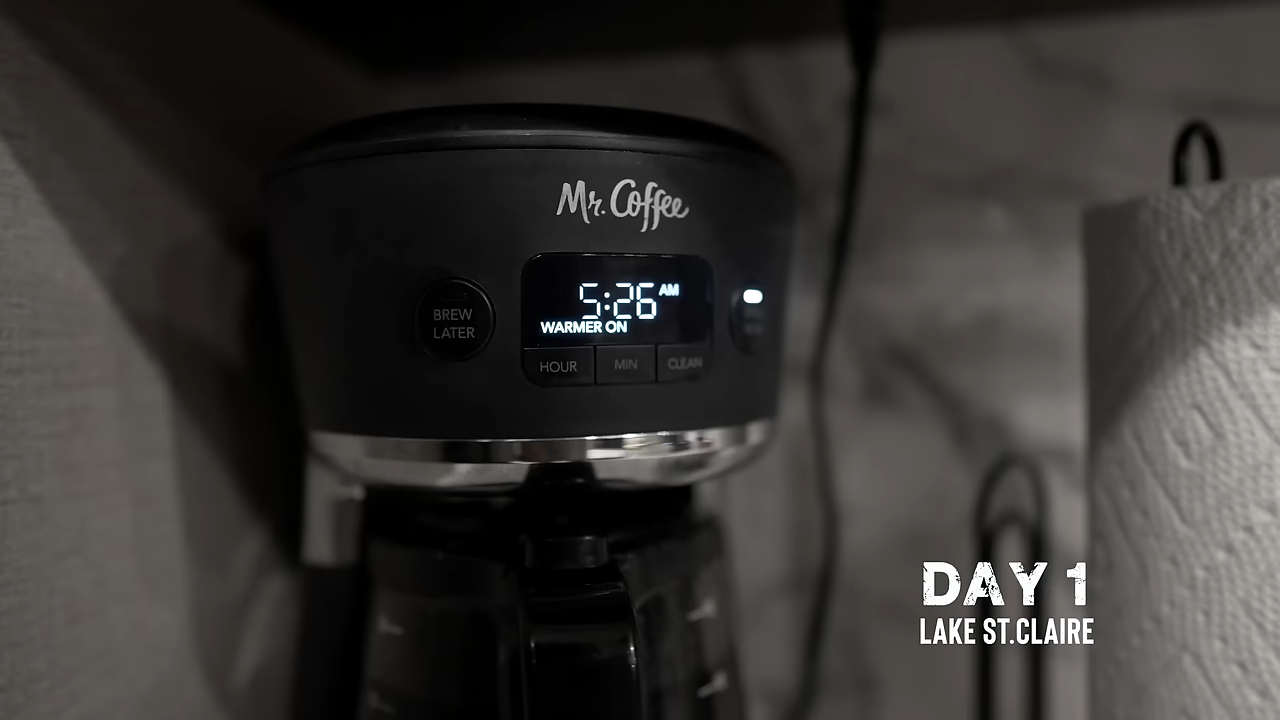 Mr. Coffee
5:26 AM
WARMER ON
BREW
LATER
HOUR MIN CLEAN
DAY 1
LAKE ST.CLAIRE